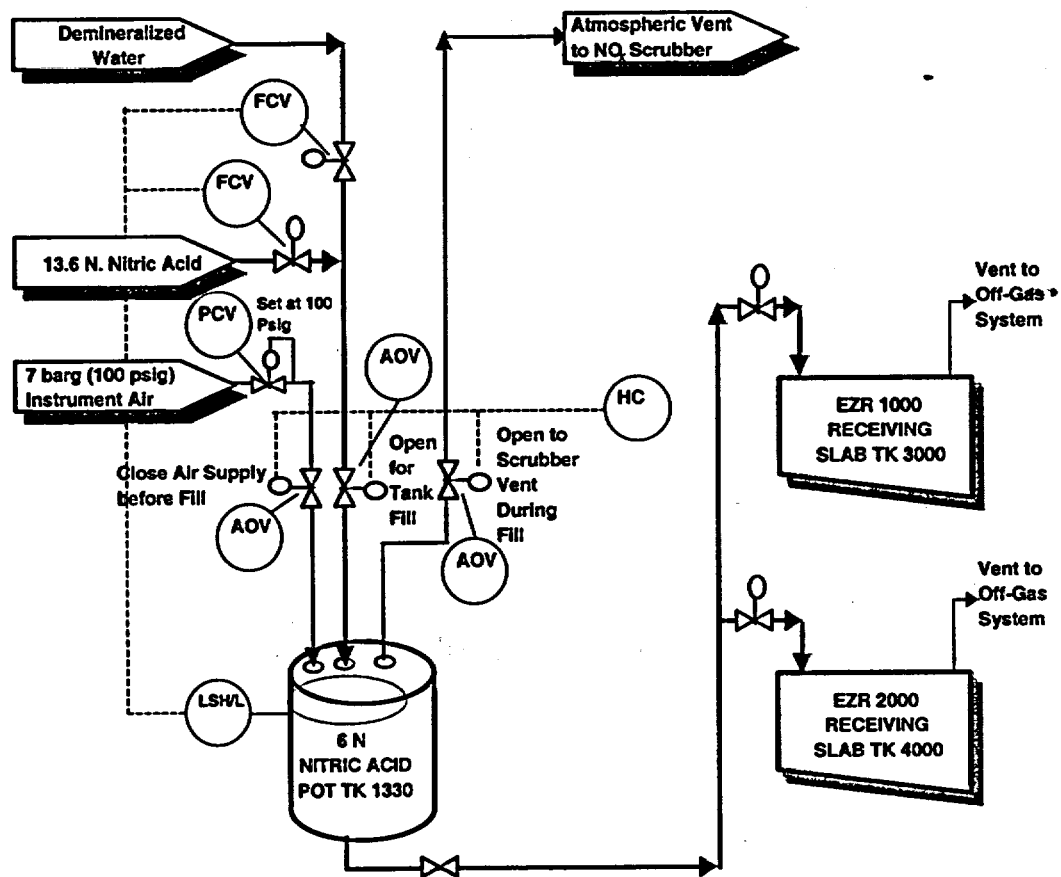 Demineralized
Water
Atmospheric Vent
to NOx Scrubber
FCV
FCV
13.6 N. Nitric Acid
PCV
Set at 100
Psig
7 barg (100 psig)
Instrument Air
AOV
HC
Close Air Supply
before Fill
AOV
Open
for
Tank
Fill
Open to
Scrubber
Vent
During
Fill
AOV
LSH/L
6 N
NITRIC ACID
POT TK 1330
Vent to
Off-Gas
System
EZR 1000
RECEIVING
SLAB TK 3000
Vent to
Off-Gas
System
EZR 2000
RECEIVING
SLAB TK 4000